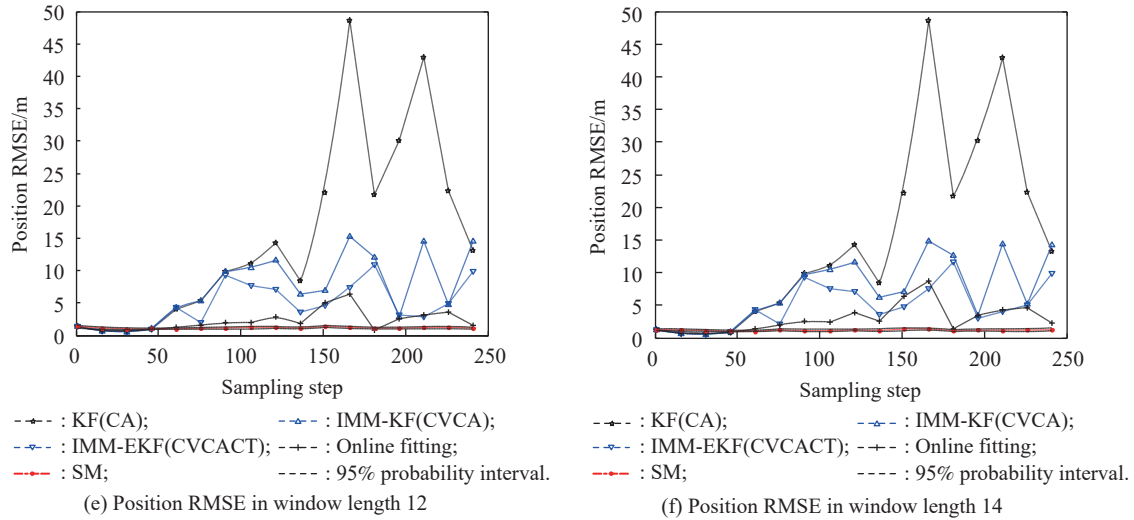 50
45
40
35
30
25
20
15
10
5
0
Position RMSE/m
0 50 100 150 200 250
Sampling step
: KF(CA); : IMM-KF(CVCA);
: IMM-EKF(CVCACT); : Online fitting;
: SM; : 95% probability interval.
(e) Position RMSE in window length 12
50
45
40
35
30
25
20
15
10
5
0
Position RMSE/m
0 50 100 150 200 250
Sampling step
: KF(CA); : IMM-KF(CVCA);
: IMM-EKF(CVCACT); : Online fitting;
: SM; : 95% probability interval.
(f) Position RMSE in window length 14